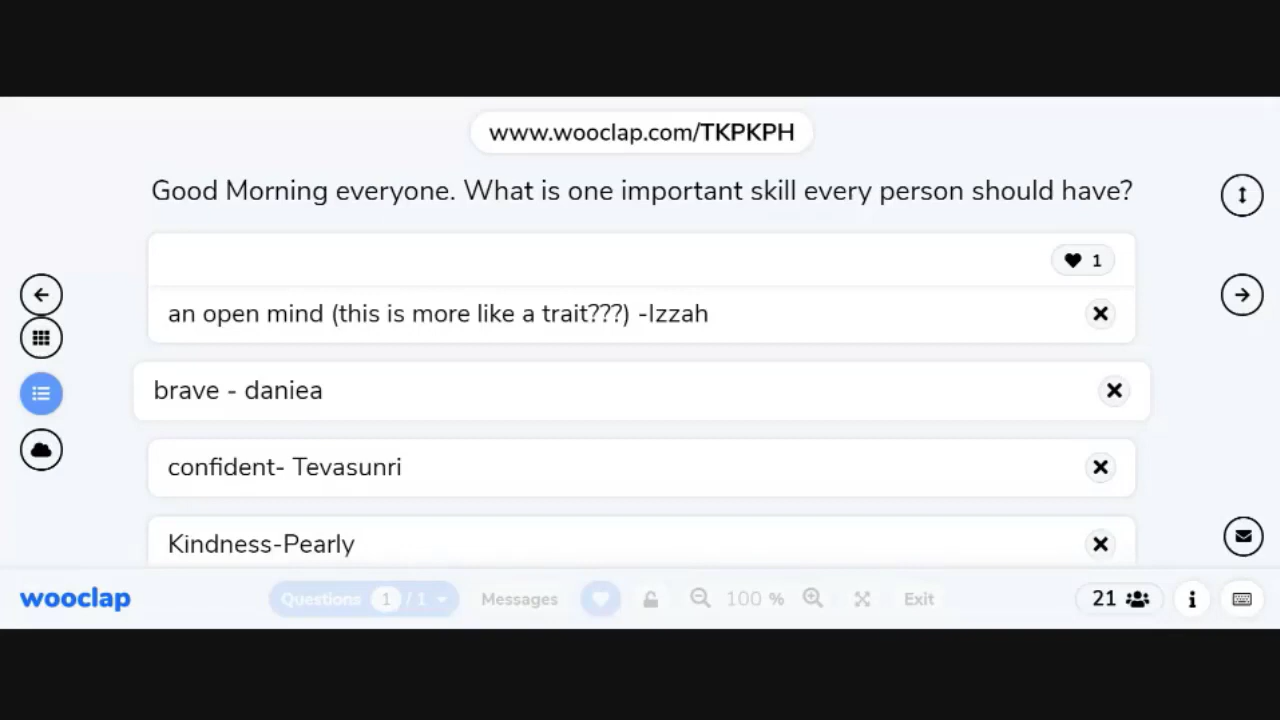 www.wooclap.com/TKPKPH
Good Morning everyone. What is one important skill every person should have?
1
an open mind (this is more like a trait???) -Izzah
brave - daniea
confident- Tevasunri
Kindness-Pearly
wooclap
Questions 1 / 1
Messages
100 %
Exit
21